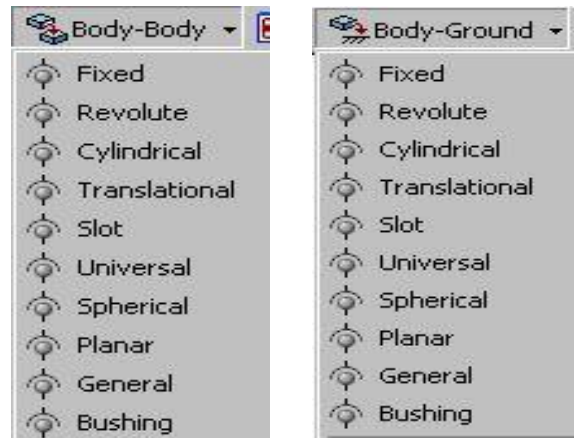 Body-Body
Fixed
Revolute
Cylindrical
Translational
Slot
Universal
Spherical
Planar
General
Bushing
Body-Ground
Fixed
Revolute
Cylindrical
Translational
Slot
Universal
Spherical
Planar
General
Bushing